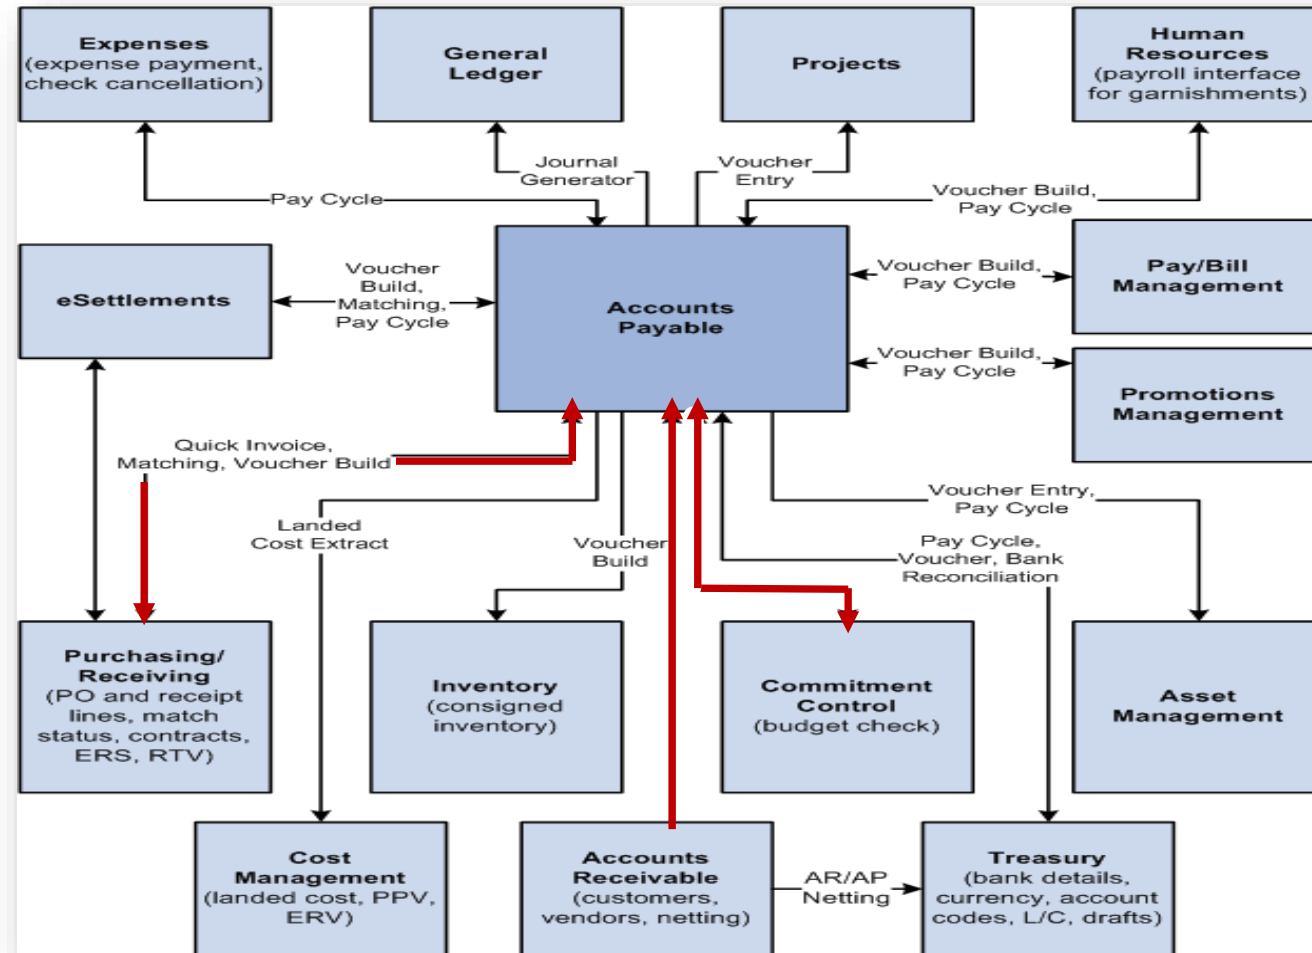 Expenses
(expense payment,
check cancellation)
General
Ledger
Projects
Human
Resources
(payroll interface
for garnishments)
Journal
Generator
Voucher
Entry
Pay Cycle
Voucher Build,
Pay Cycle
eSettlements
Voucher
Build,
Matching,
Pay Cycle
Accounts
Payable
Voucher Build,
Pay Cycle
Pay/Bill
Management
Voucher Build,
Pay Cycle
Promotions
Management
Quick Invoice,
Matching, Voucher Build
Landed
Cost Extract
Voucher
Build
Voucher Entry,
Pay Cycle
Pay Cycle,
Voucher, Bank
Reconciliation
Purchasing/
Receiving
(PO and receipt
lines, match
status, contracts,
ERS, RTV)
Inventory
(consigned
inventory)
Commitment
Control
(budget check)
Asset
Management
Cost
Management
(landed cost, PPV,
ERV)
Accounts
Receivable
(customers,
vendors, netting)
AR/AP
Netting
Treasury
(bank details,
currency, account
codes, L/C, drafts)